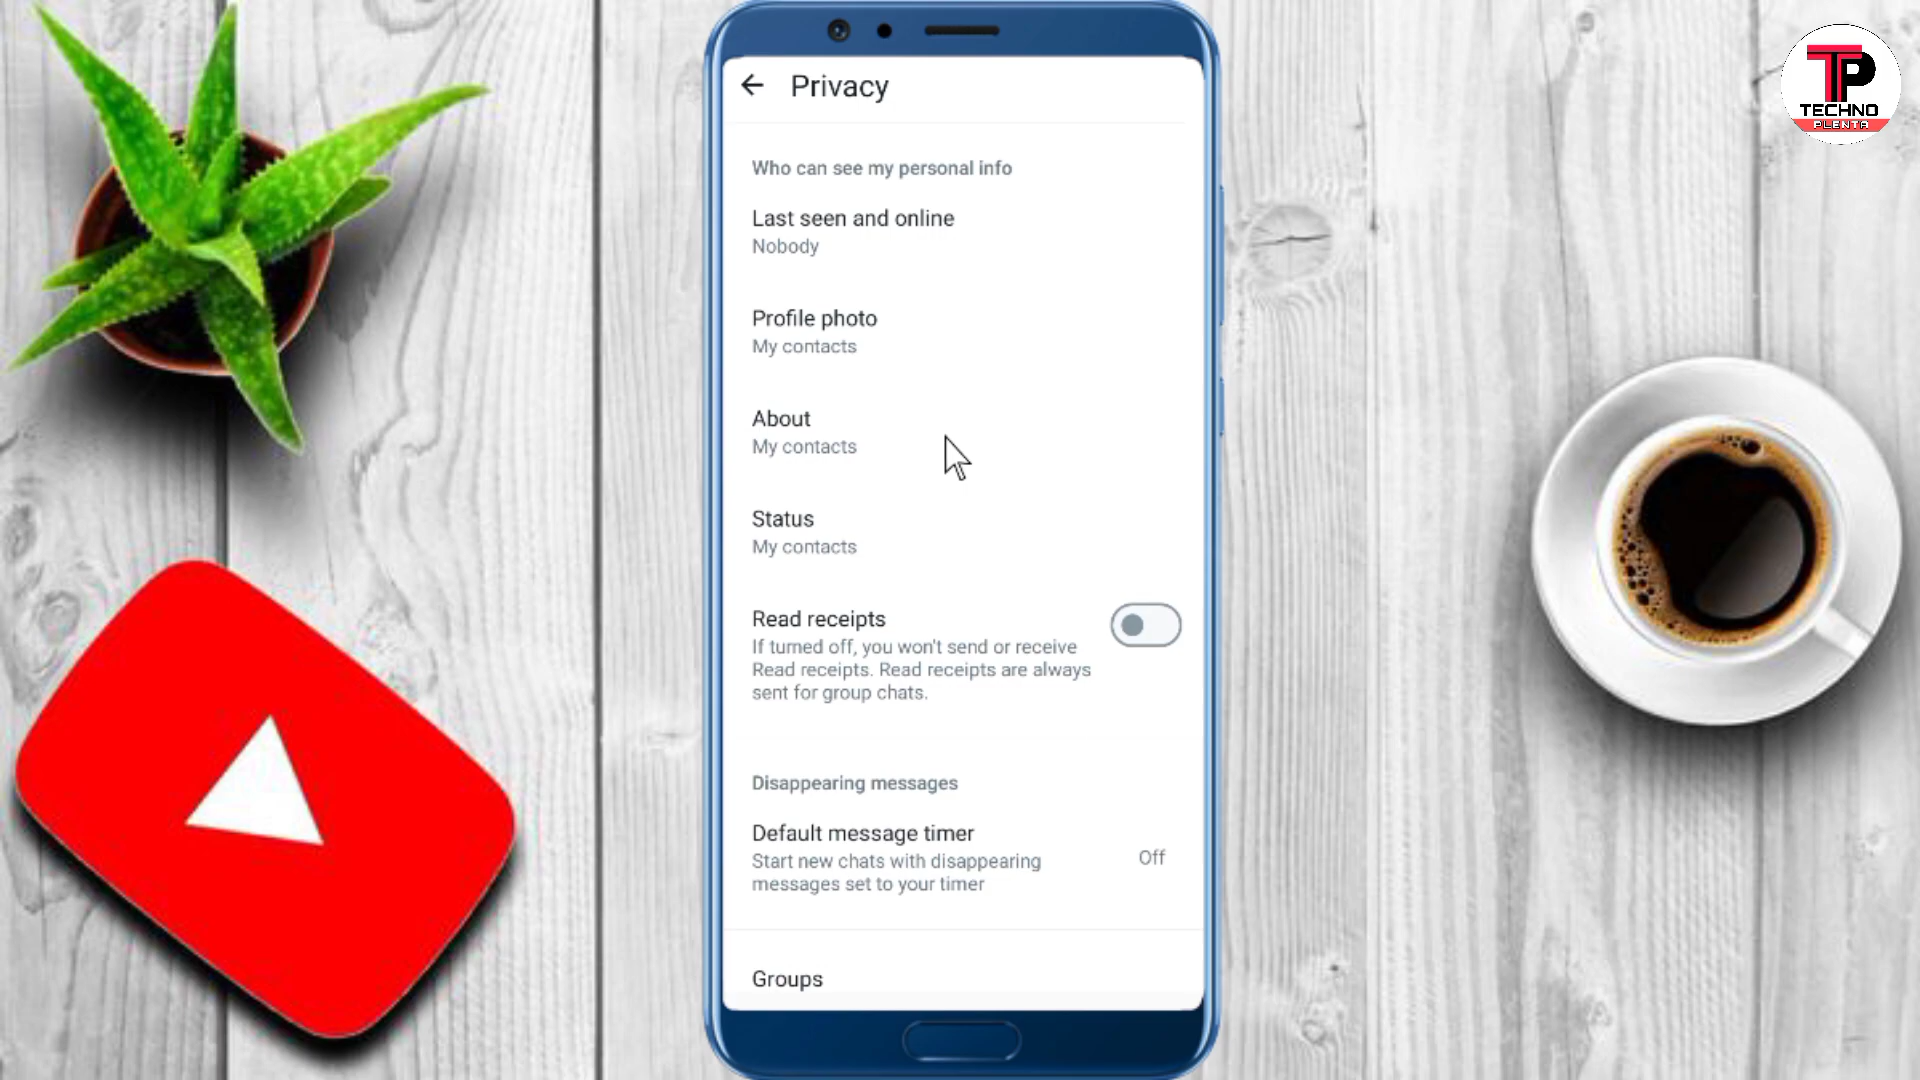 Privacy
Who can see my personal info
Last seen and online
Nobody
Profile photo
My contacts
About
My contacts
Status
My contacts
Read receipts
If turned off, you won't send or receive
Read receipts. Read receipts are always
sent for group chats.
Disappearing messages
Default message timer
Start new chats with disappearing
messages set to your timer
Off
Groups
TP
TECHNO
PLENTA